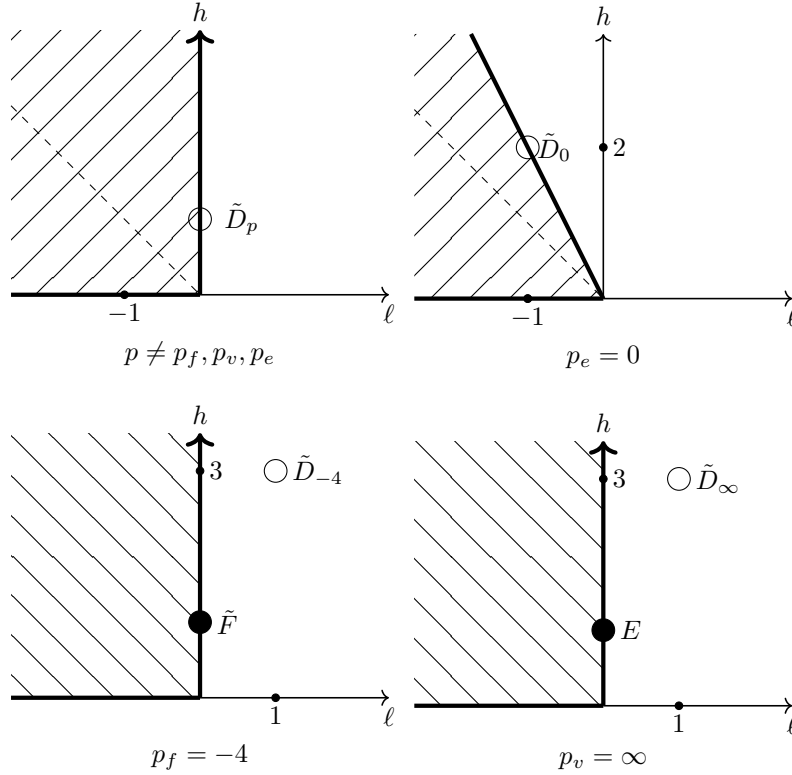 h
D̃_p
−1
ℓ
p ≠ p_f, p_v, p_e
h
D̃_0
2
−1
ℓ
p_e = 0
h
3
D̃_{−4}
F̃
1
ℓ
p_f = −4
h
3
D̃_∞
E
1
ℓ
p_v = ∞